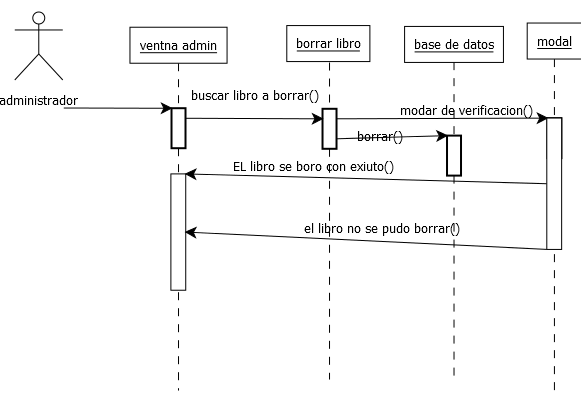 ventna admin
borrar libro
base de datos
modal
administrador
buscar libro a borrar()
modar de verificacion()
borrar()
EL libro se boro con exiuto()
el libro no se pudo borrar()